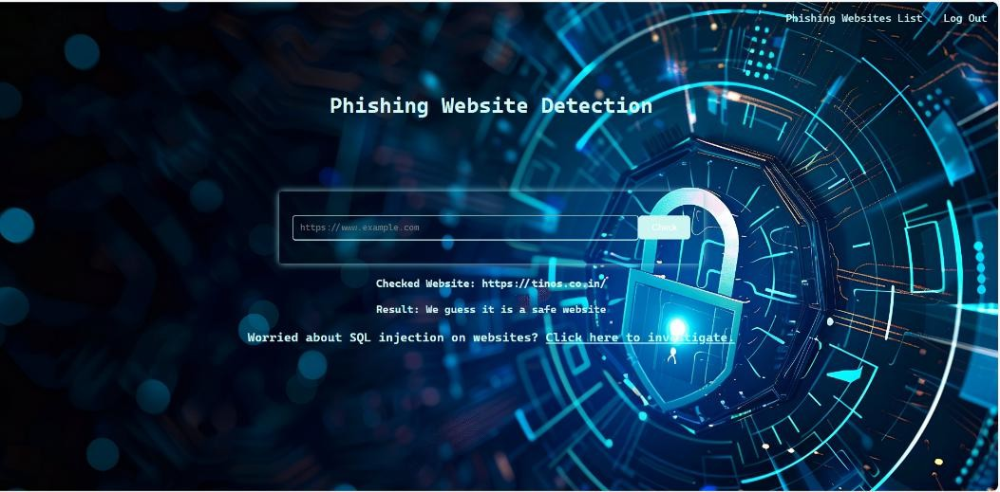 Phishing Websites List Log Out
Phishing Website Detection
https://www.example.com Check
Checked Website: https://tinos.co.in/
Result: We guess it is a safe website
Worried about SQL injection on websites? Click here to investigate.